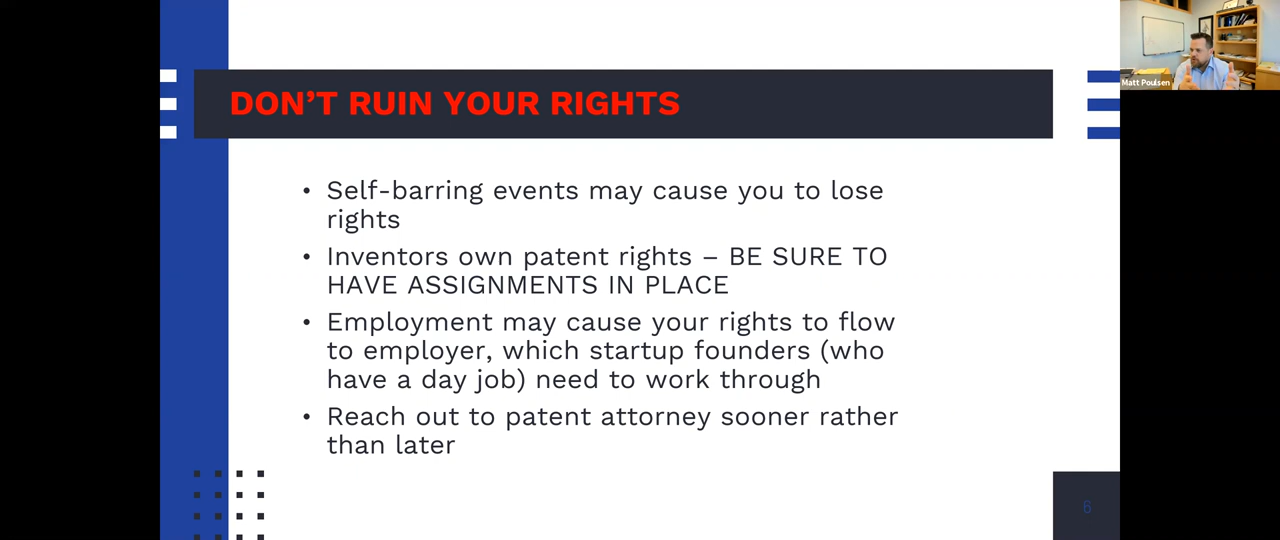 DON'T RUIN YOUR RIGHTS
Matt Poulsen
• Self-barring events may cause you to lose
rights
• Inventors own patent rights – BE SURE TO
HAVE ASSIGNMENTS IN PLACE
• Employment may cause your rights to flow
to employer, which startup founders (who
have a day job) need to work through
• Reach out to patent attorney sooner rather
than later
6